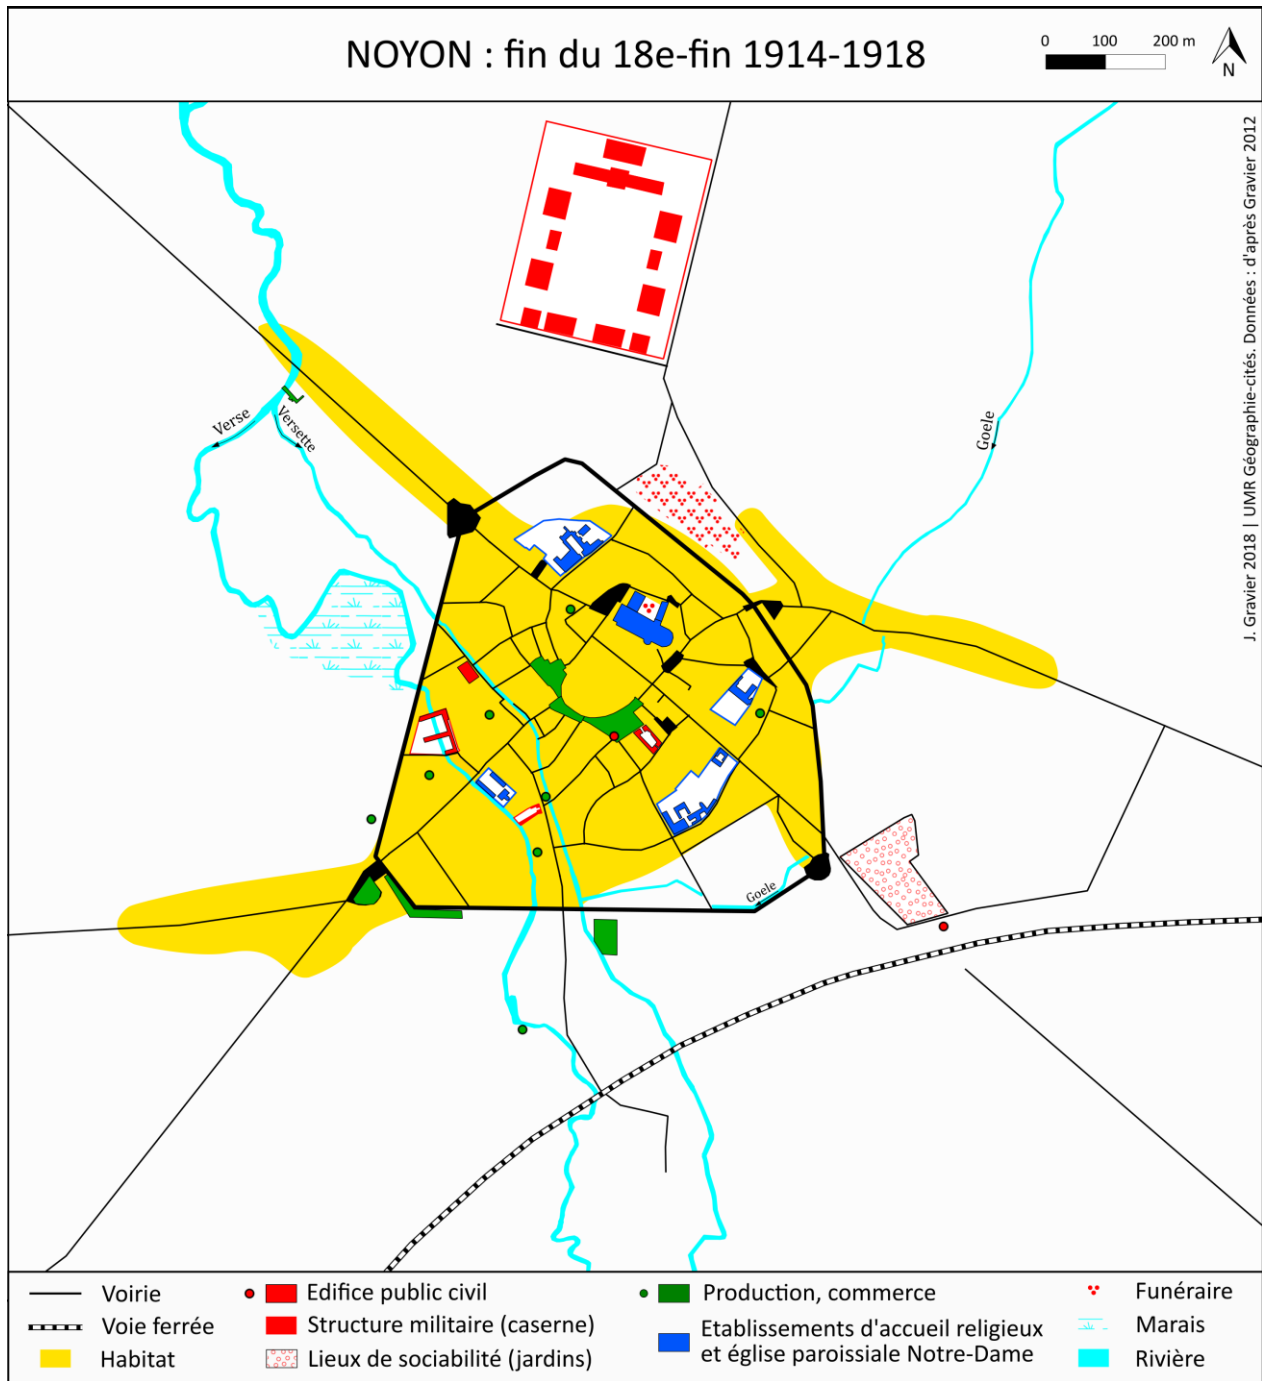 NOYON : fin du 18e-fin 1914-1918
0 100 200 m
N
J. Gravier 2018 | UMR Géographie-cités. Données : d'après Gravier 2012
Verse
Versette
Goele
Goele
Voirie
Voie ferrée
Habitat
Edifice public civil
Structure militaire (caserne)
Lieux de sociabilité (jardins)
Production, commerce
Etablissements d'accueil religieux
et église paroissiale Notre-Dame
Funéraire
Marais
Rivière